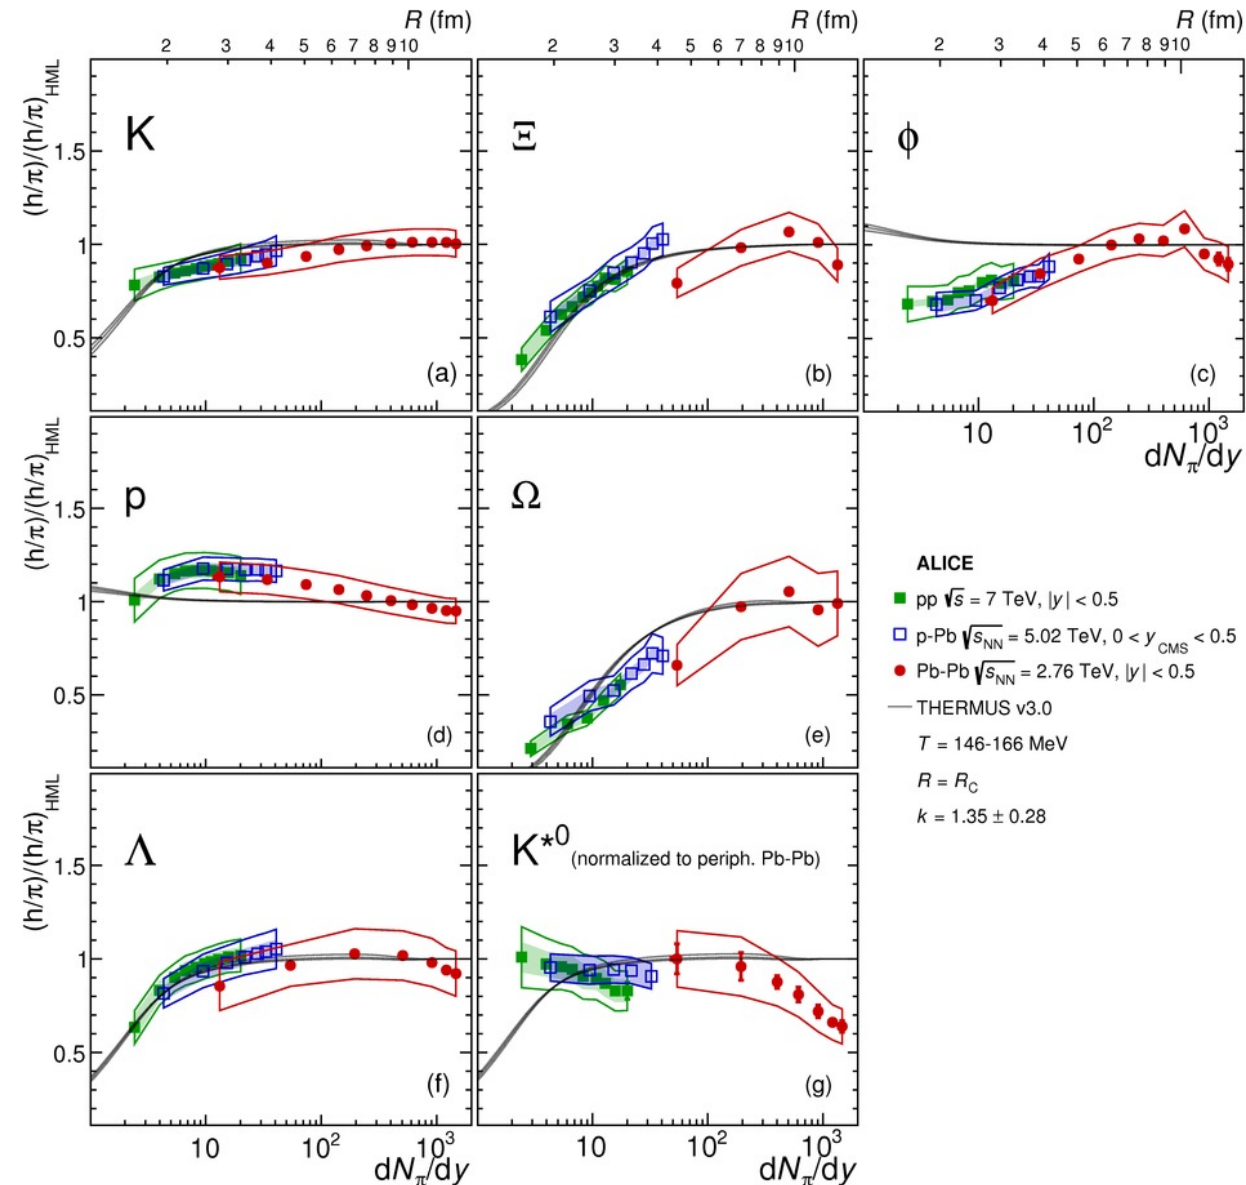 R (fm) R (fm) R (fm)
2 3 4 5 6 7 8 9 10 2 3 4 5 6 7 8 9 10 2 3 4 5 6 7 8 9 10
(h/π)/(h/π)HML
1.5
1
0.5
K
(a)
Ξ
(b)
ϕ
(c)
10 10² 10³
dNπ/dy
(h/π)/(h/π)HML
1.5
1
0.5
p
(d)
Ω
(e)
ALICE
pp √s = 7 TeV, |y| < 0.5
p-Pb √sNN = 5.02 TeV, 0 < yCMS < 0.5
Pb-Pb √sNN = 2.76 TeV, |y| < 0.5
THERMUS v3.0
T = 146-166 MeV
R = RC
k = 1.35 ± 0.28
(h/π)/(h/π)HML
1.5
1
0.5
Λ
(f)
K*0 (normalized to periph. Pb-Pb)
(g)
10 10² 10³ 10 10² 10³
dNπ/dy dNπ/dy